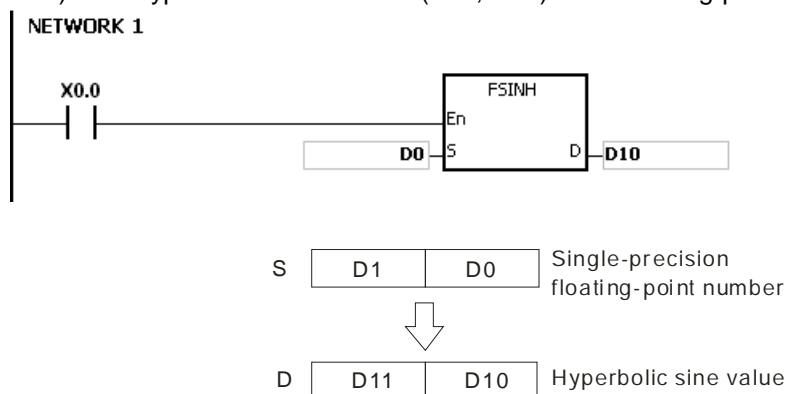 NETWORK 1
X0.0
FSINH
En
D0 S D D10
S D1 D0 Single-precision
floating-point number
D D11 D10 Hyperbolic sine value